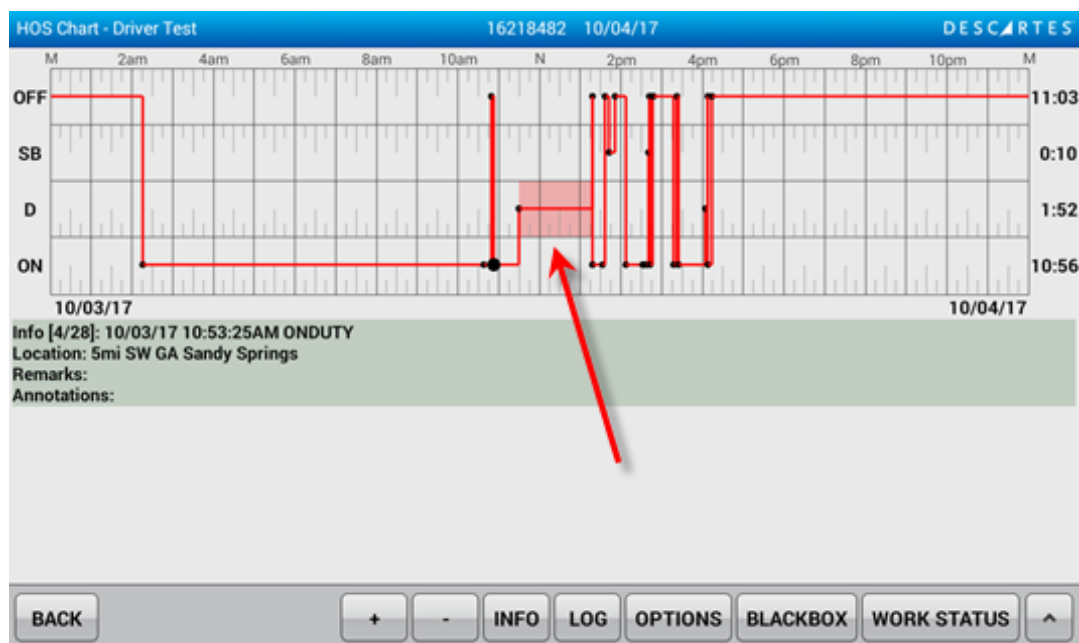 HOS Chart - Driver Test 16218482 10/04/17 DESCARTES
M 2am 4am 6am 8am 10am N 2pm 4pm 6pm 8pm 10pm M
OFF 11:03
SB 0:10
D 1:52
ON 10:56
10/03/17 10/04/17
Info [4/28]: 10/03/17 10:53:25AM ONDUTY
Location: 5mi SW GA Sandy Springs
Remarks:
Annotations:
BACK + - INFO LOG OPTIONS BLACKBOX WORK STATUS ^